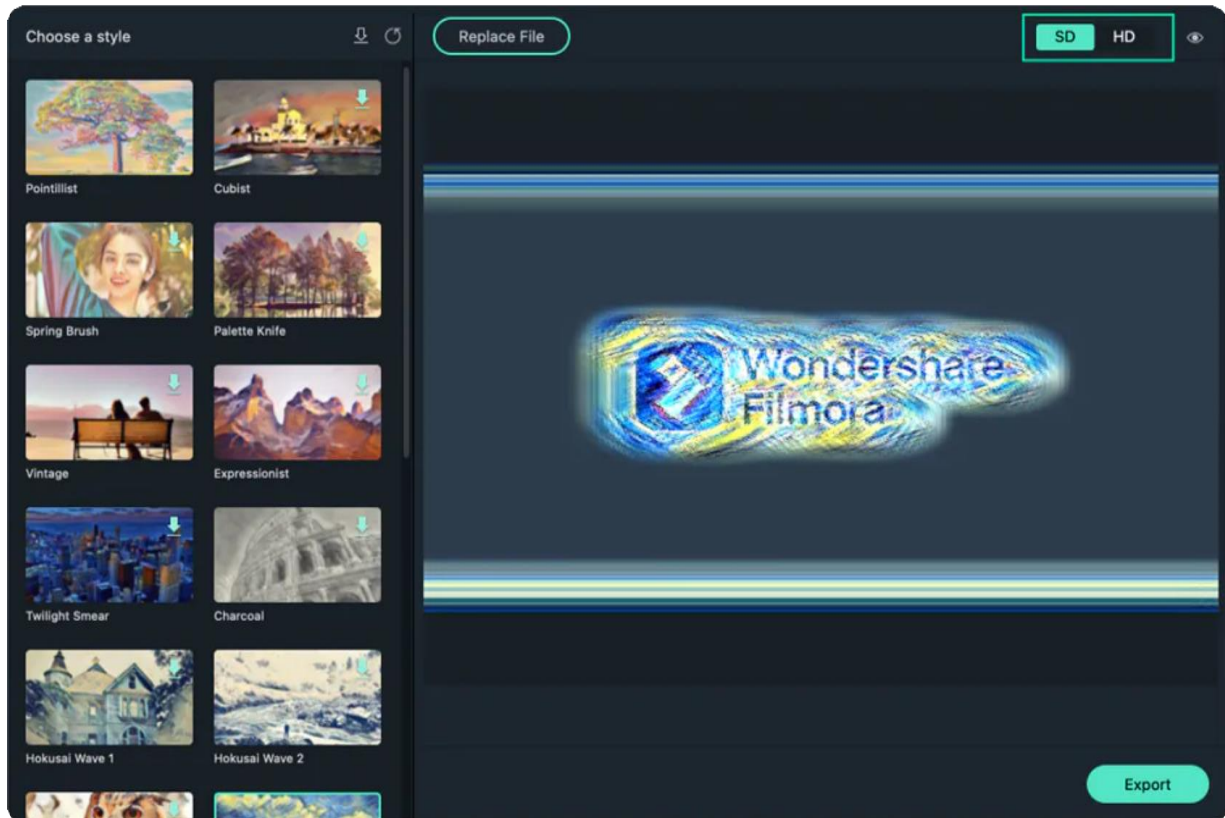 Choose a style
Replace File
SD
HD
Pointillist
Cubist
Spring Brush
Palette Knife
Vintage
Expressionist
Twilight Smear
Charcoal
Hokusai Wave 1
Hokusai Wave 2
Wondershare
Filmora
Export